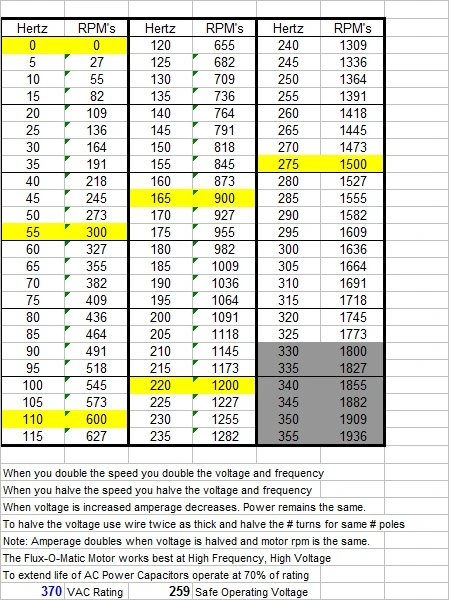 Hertz RPM's Hertz RPM's Hertz RPM's
0 0 120 655 240 1309
5 27 125 682 245 1336
10 55 130 709 250 1364
15 82 135 736 255 1391
20 109 140 764 260 1418
25 136 145 791 265 1445
30 164 150 818 270 1473
35 191 155 845 275 1500
40 218 160 873 280 1527
45 245 165 900 285 1555
50 273 170 927 290 1582
55 300 175 955 295 1609
60 327 180 982 300 1636
65 355 185 1009 305 1664
70 382 190 1036 310 1691
75 409 195 1064 315 1718
80 436 200 1091 320 1745
85 464 205 1118 325 1773
90 491 210 1145 330 1800
95 518 215 1173 335 1827
100 545 220 1200 340 1855
105 573 225 1227 345 1882
110 600 230 1255 350 1909
115 627 235 1282 355 1936
When you double the speed you double the voltage and frequency
When you halve the speed you halve the voltage and frequency
When voltage is increased amperage decreases. Power remains the same.
To halve the voltage use wire twice as thick and halve the # turns for same # poles
Note: Amperage doubles when voltage is halved and motor rpm is the same.
The Flux-O-Matic Motor works best at High Frequency, High Voltage
To extend life of AC Power Capacitors operate at 70% of rating
370 VAC Rating 259 Safe Operating Voltage